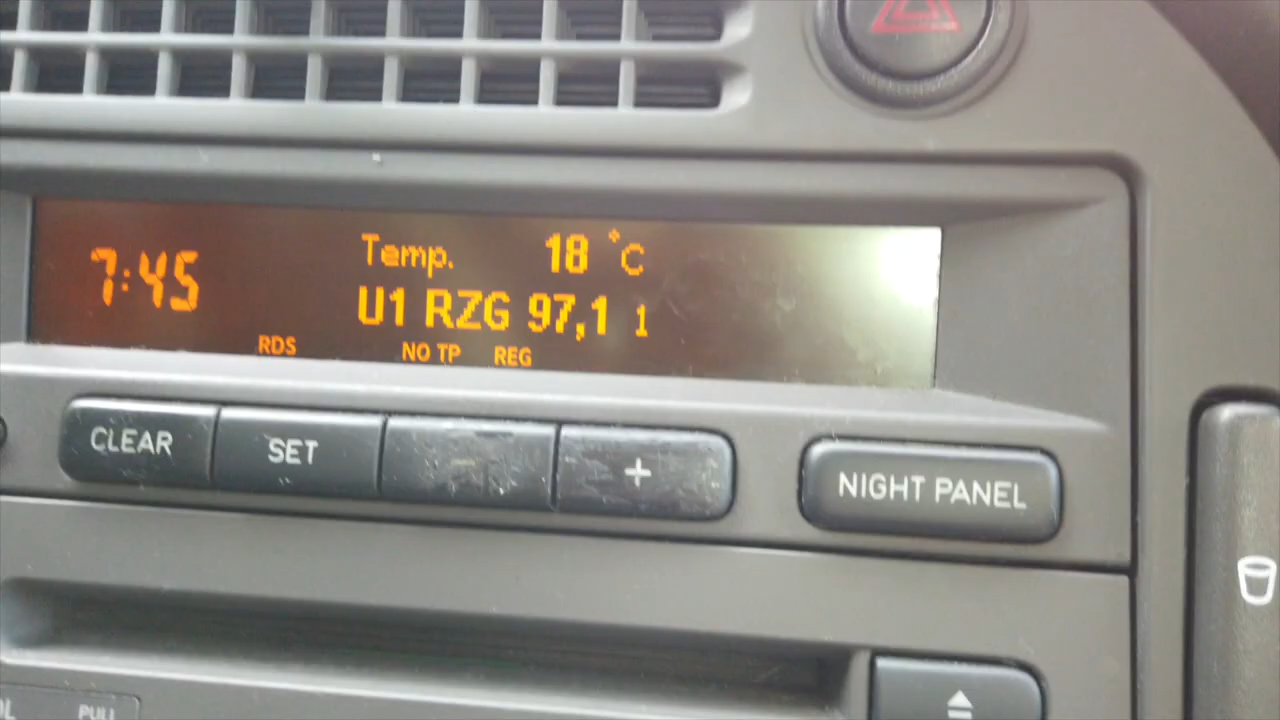 7:45
Temp. 18 °C
U1 RZG 97,1 1
RDS NO TP REG
CLEAR SET - +
NIGHT PANEL
PULL